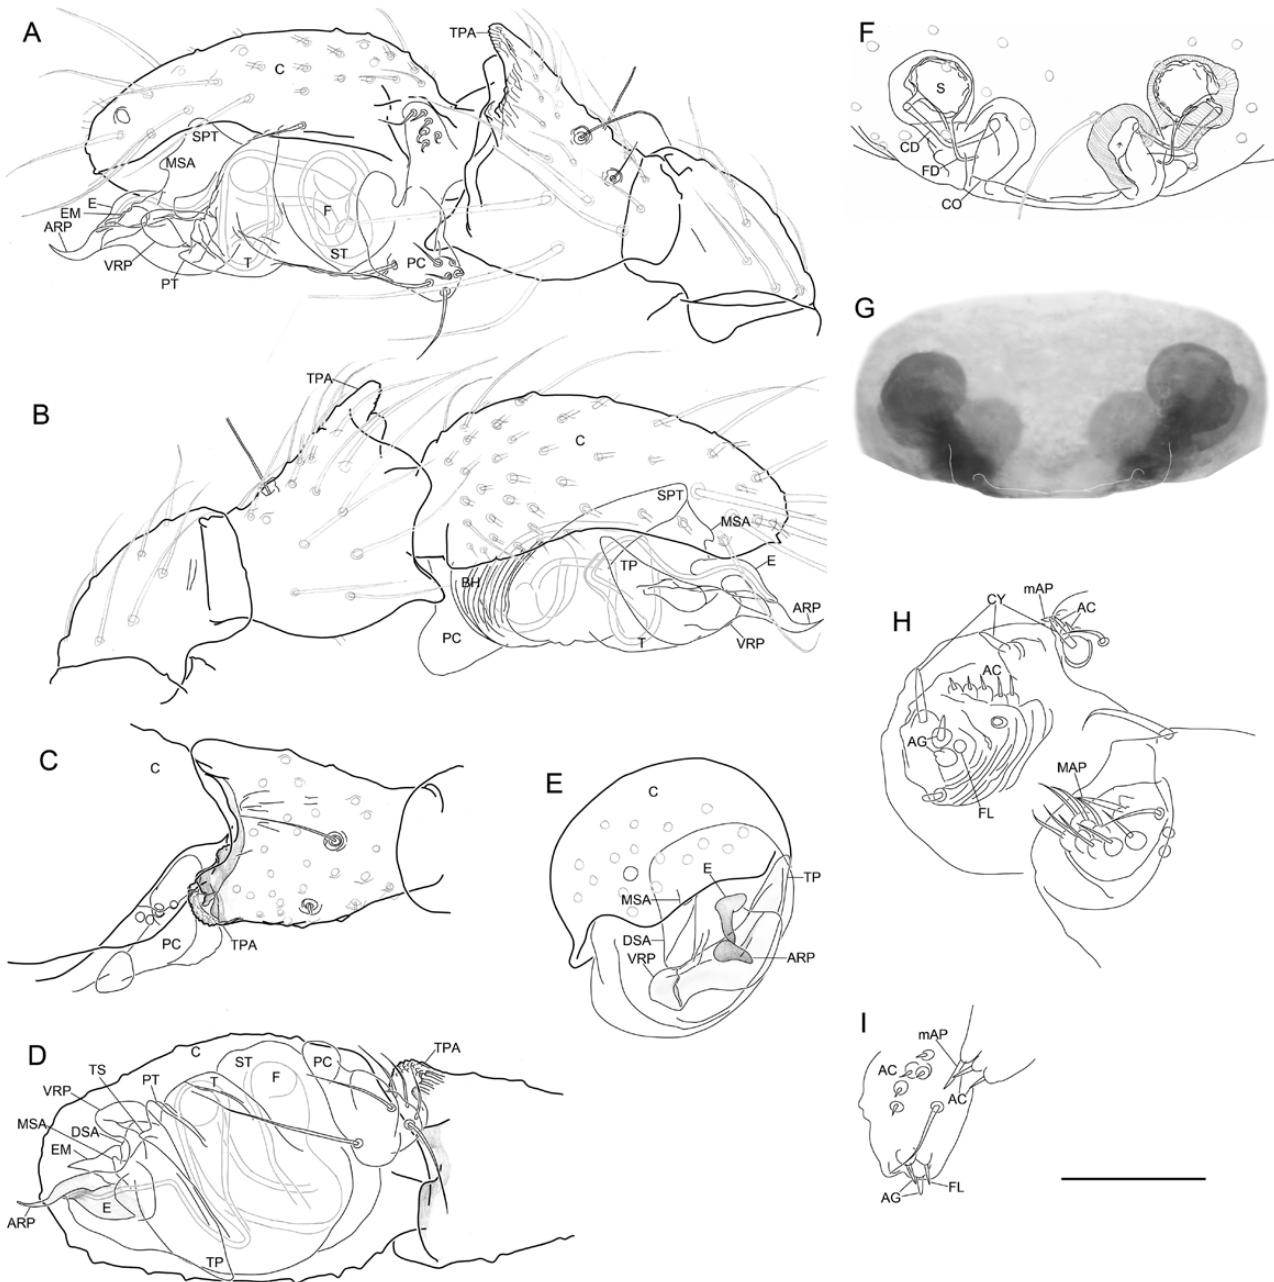 A
TPA
C
SPT
MSA
E
EM
ARP
VRP
PT
T
F
ST
PC
B
TPA
C
SPT
MSA
BH
TP
E
ARP
PC
T
VRP
C
C
PC
TPA
D
C
ST
PC
TPA
TS
PT
T
F
VRP
MSA
DSA
EM
E
ARP
TP
E
C
E
TP
MSA
DSA
VRP
ARP
F
S
CD
FD
CO
G
H
CY
mAP
AC
AC
AG
FL
MAP
I
mAP
AC
AC
AG
FL